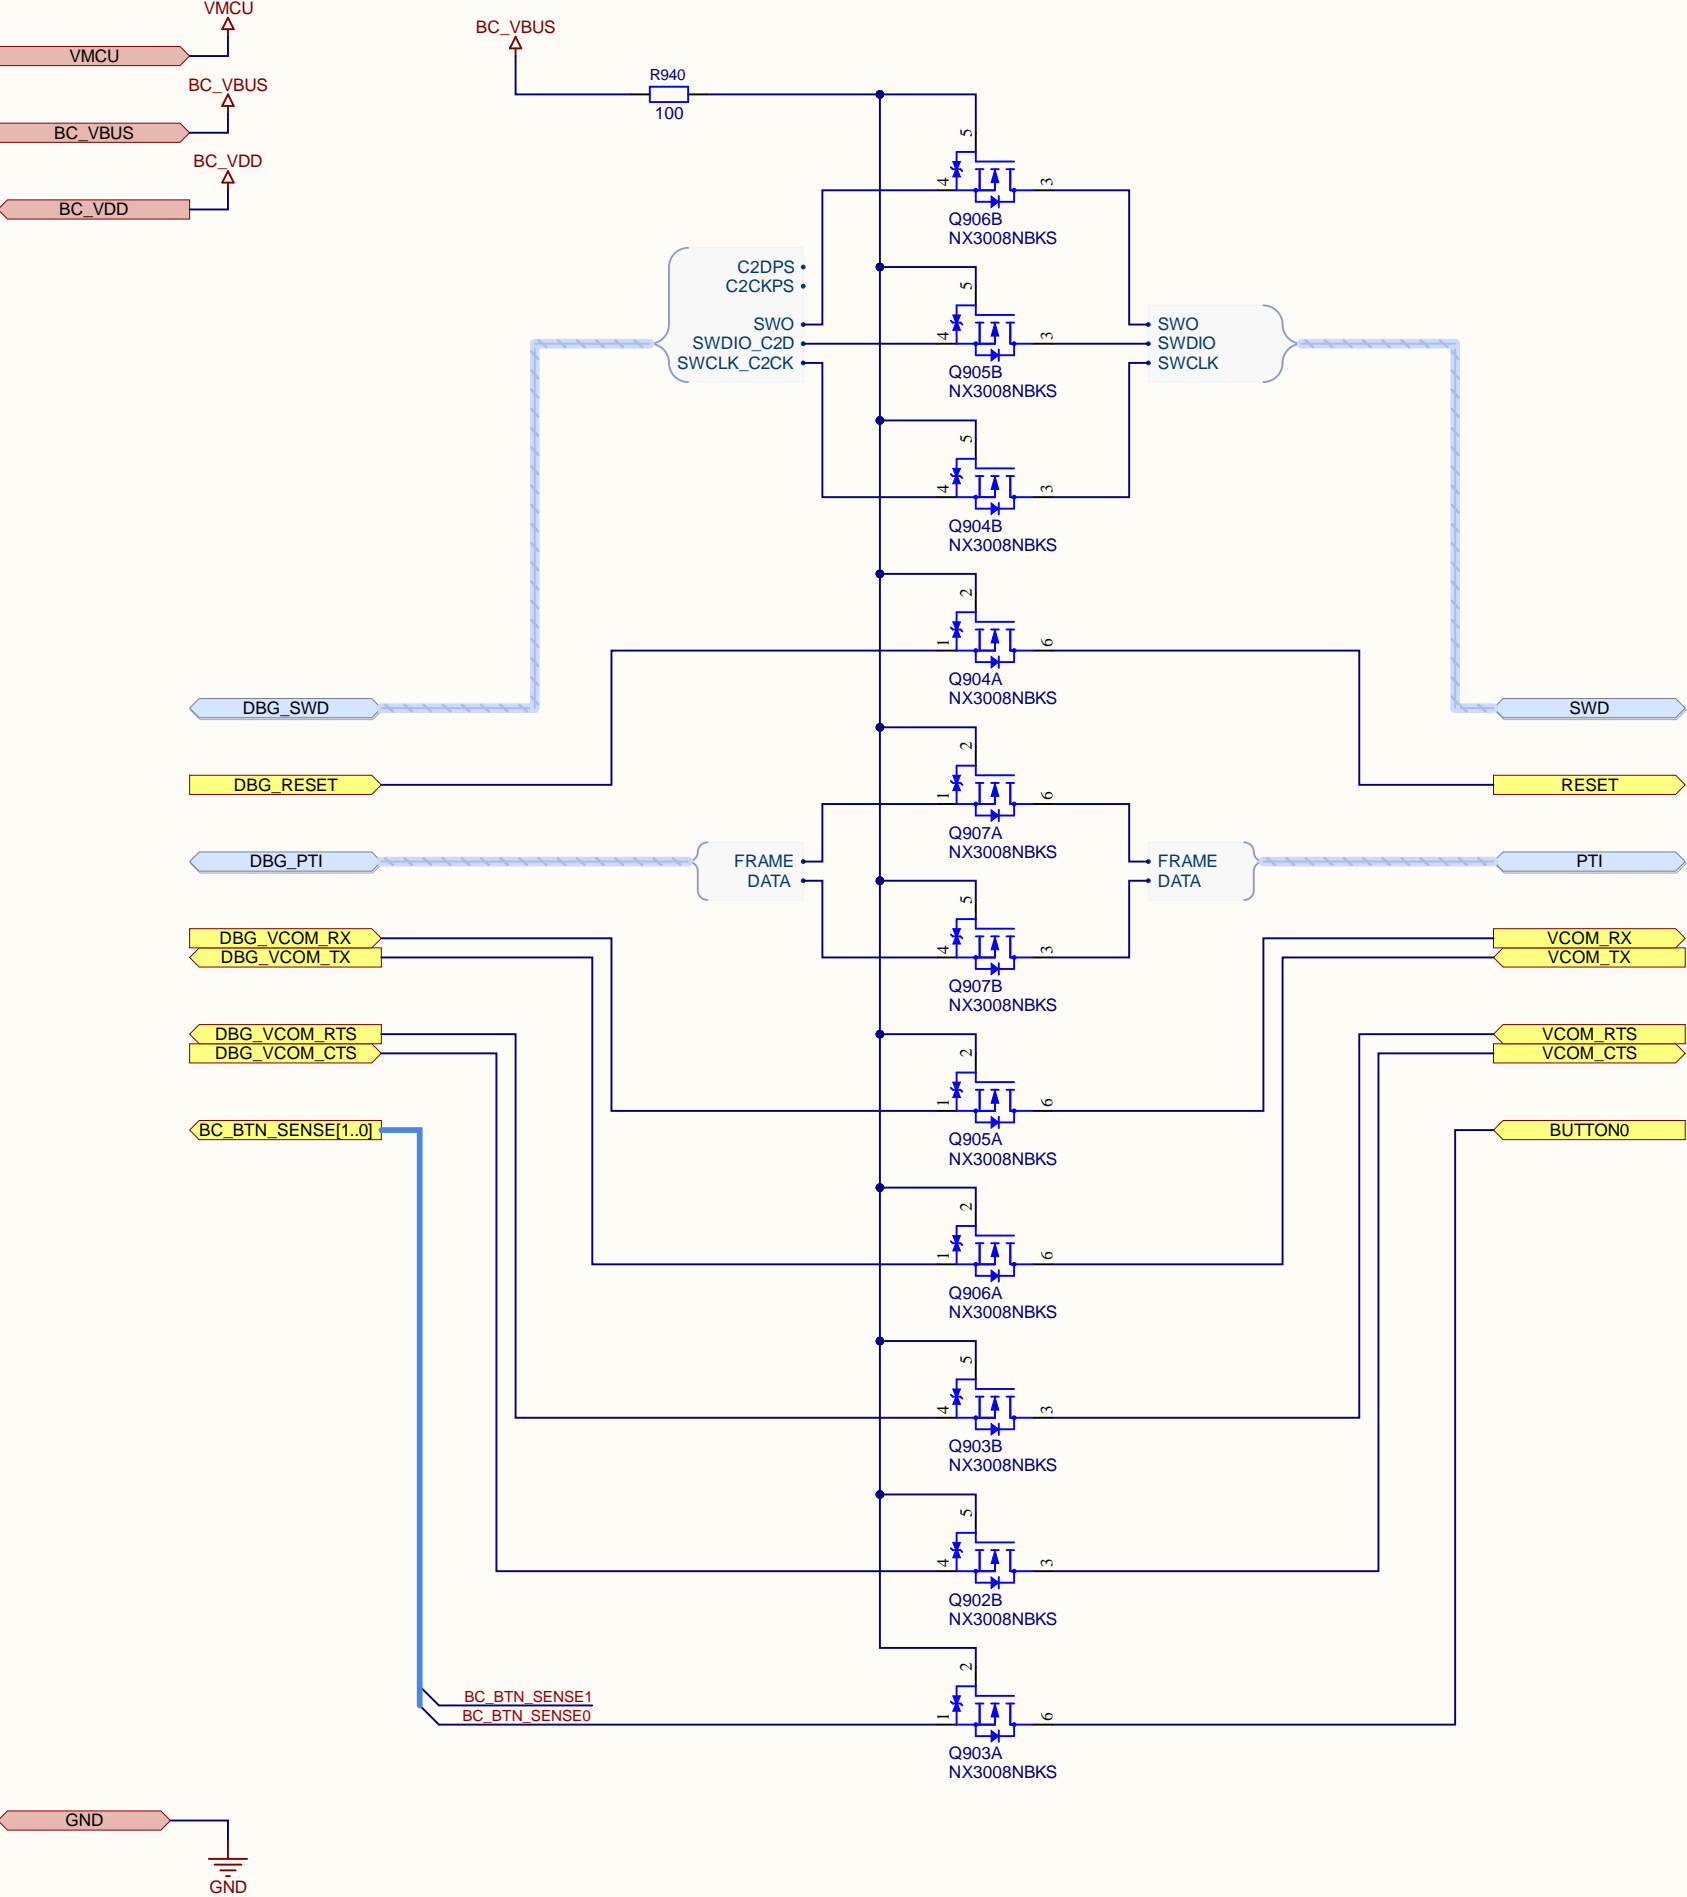 VMCU
VMCU
BC_VBUS
BC_VBUS
BC_VDD
BC_VDD
BC_VBUS
R940
100
5
4
3
Q906B
NX3008NBKS
C2DPS
C2CKPS
SWO
SWDIO_C2D
SWCLK_C2CK
5
4
3
Q905B
NX3008NBKS
SWO
SWDIO
SWCLK
5
4
3
Q904B
NX3008NBKS
2
1
6
Q904A
NX3008NBKS
DBG_SWD
SWD
DBG_RESET
RESET
2
1
6
Q907A
NX3008NBKS
DBG_PTI
FRAME
DATA
FRAME
DATA
PTI
5
4
3
Q907B
NX3008NBKS
DBG_VCOM_RX
DBG_VCOM_TX
VCOM_RX
VCOM_TX
DBG_VCOM_RTS
DBG_VCOM_CTS
VCOM_RTS
VCOM_CTS
2
1
6
Q905A
NX3008NBKS
BC_BTN_SENSE[1..0]
BUTTON0
2
1
6
Q906A
NX3008NBKS
5
4
3
Q903B
NX3008NBKS
5
4
3
Q902B
NX3008NBKS
BC_BTN_SENSE1
BC_BTN_SENSE0
2
1
6
Q903A
NX3008NBKS
GND
GND